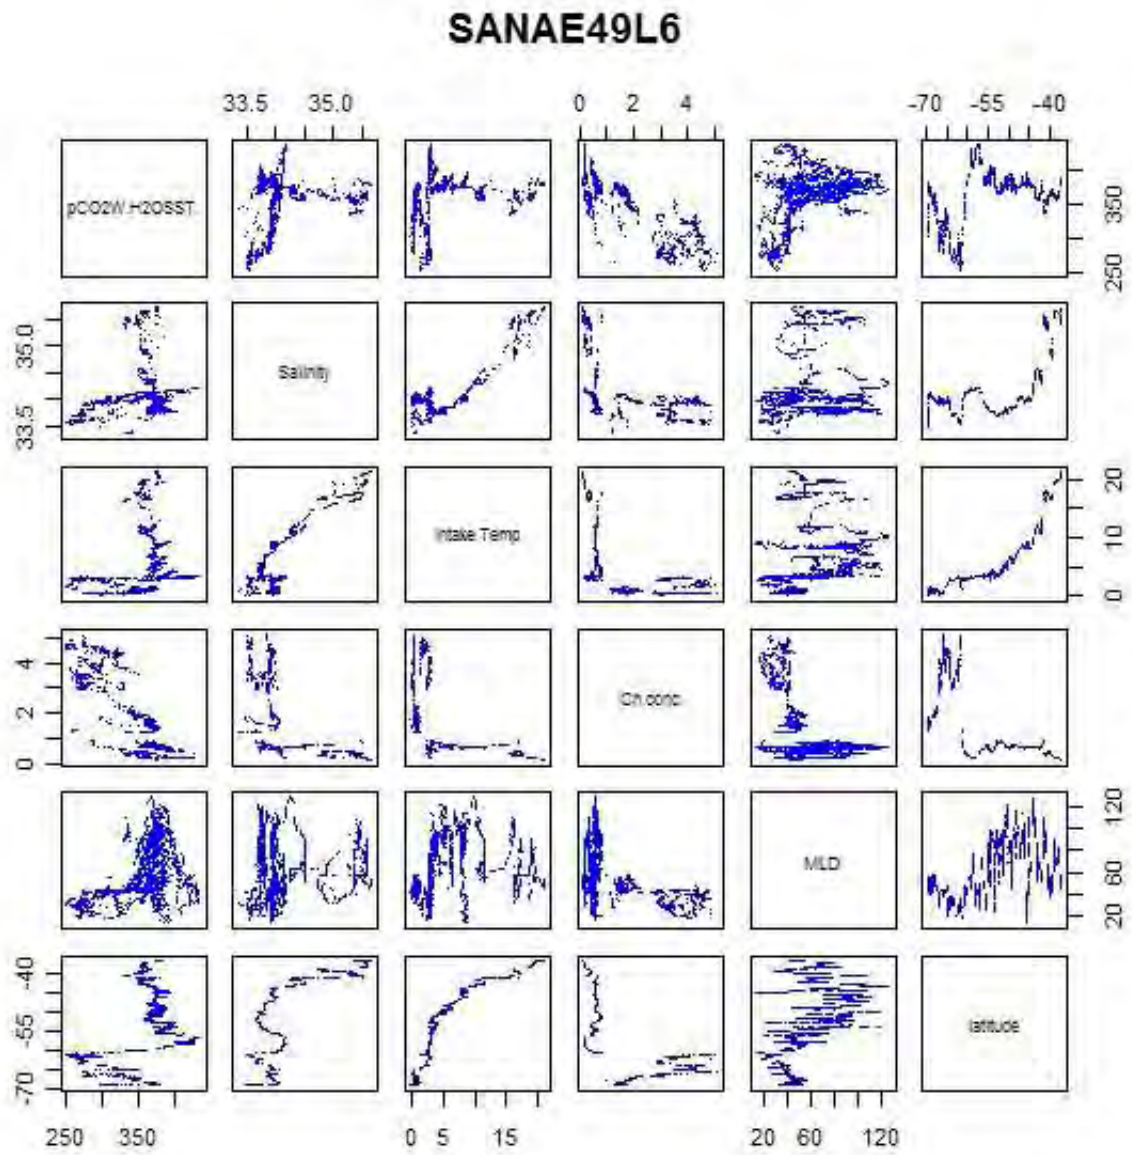 SANAE49L6
33.5 35.0 0 2 4 -70 -55 -40
pCO2W.H2OSST. 350 250
35.0 33.5 Salinity
Intake.Temp 20 10 0
4 2 0 Ch.conc
MLD 120 60 20
-40 -55 -70 latitude
250 350 0 5 15 20 60 120